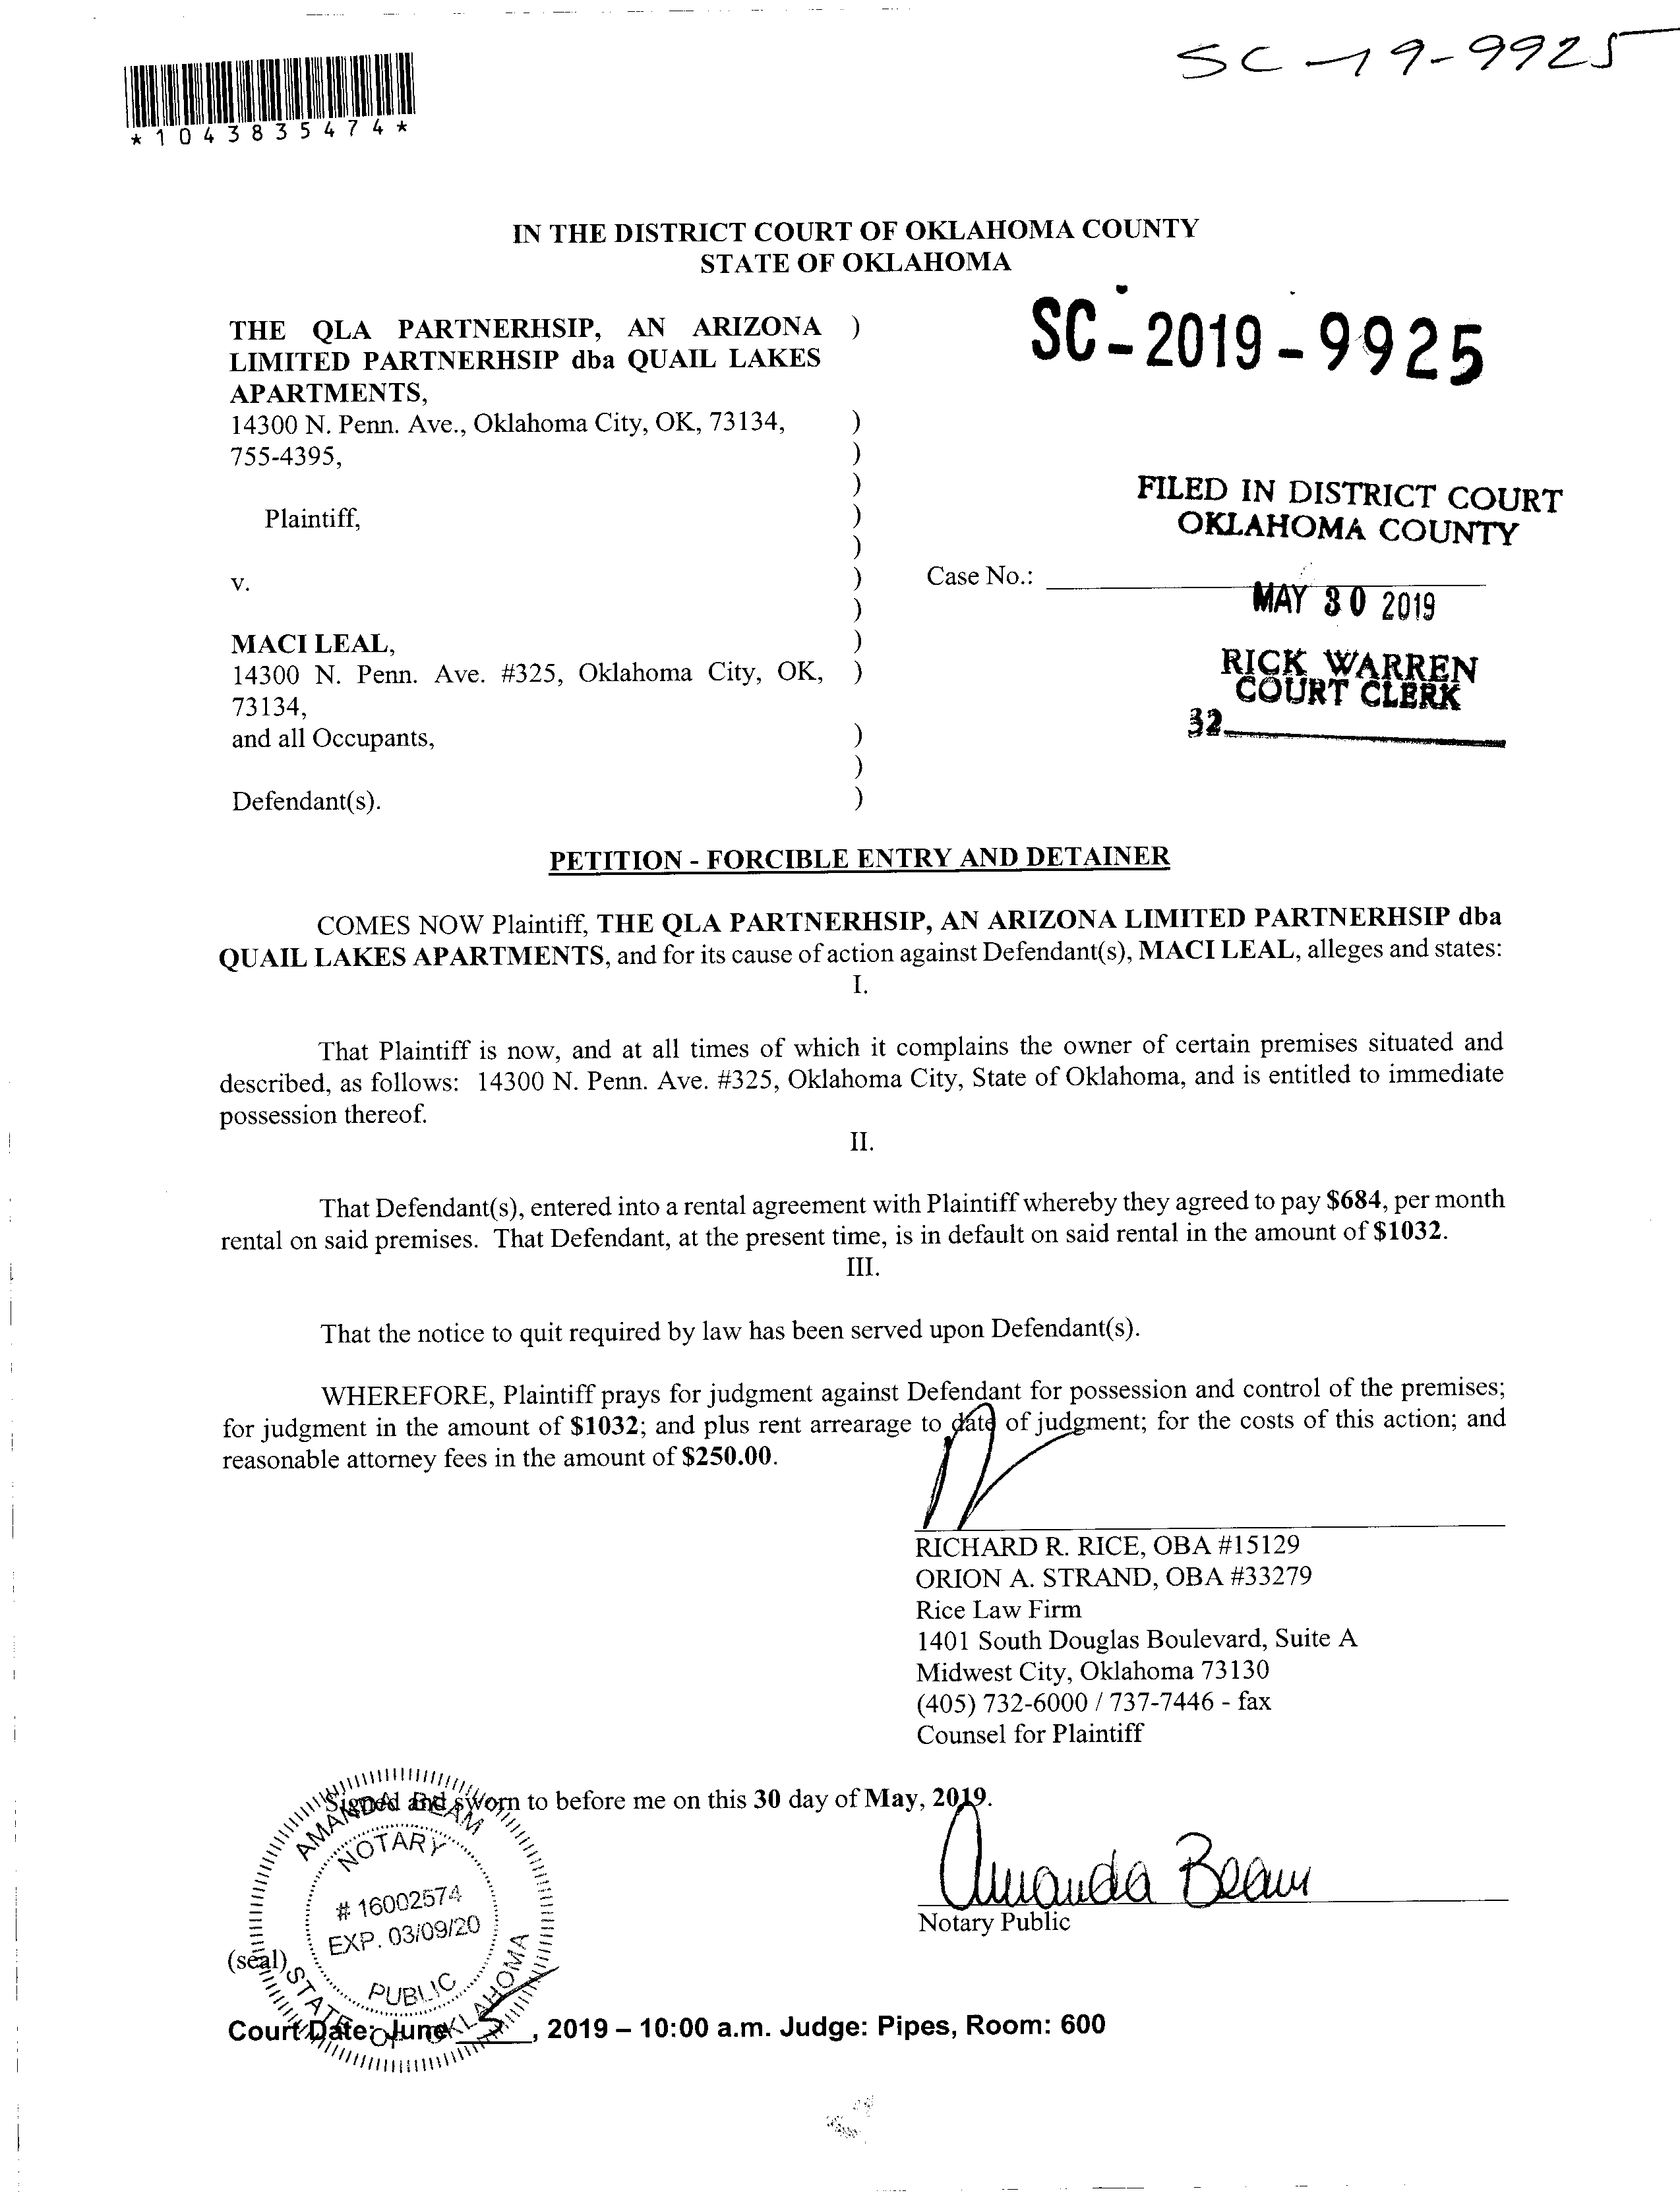 SC-19-9925
*1043835474*
IN THE DISTRICT COURT OF OKLAHOMA COUNTY
STATE OF OKLAHOMA
THE QLA PARTNERHSIP, AN ARIZONA )
LIMITED PARTNERHSIP dba QUAIL LAKES
APARTMENTS,
SC-2019-9925
14300 N. Penn. Ave., Oklahoma City, OK, 73134, )
755-4395, )
)
Plaintiff, )
)
FILED IN DISTRICT COURT
OKLAHOMA COUNTY
v. ) Case No.:
MAY 30 2019
)
MACI LEAL, )
14300 N. Penn. Ave. #325, Oklahoma City, OK, )
73134,
RICK WARREN
COURT CLERK
32
and all Occupants, )
)
Defendant(s). )
PETITION - FORCIBLE ENTRY AND DETAINER
COMES NOW Plaintiff, THE QLA PARTNERHSIP, AN ARIZONA LIMITED PARTNERHSIP dba
QUAIL LAKES APARTMENTS, and for its cause of action against Defendant(s), MACI LEAL, alleges and states:
I.
That Plaintiff is now, and at all times of which it complains the owner of certain premises situated and
described, as follows: 14300 N. Penn. Ave. #325, Oklahoma City, State of Oklahoma, and is entitled to immediate
possession thereof.
II.
That Defendant(s), entered into a rental agreement with Plaintiff whereby they agreed to pay $684, per month
rental on said premises. That Defendant, at the present time, is in default on said rental in the amount of $1032.
III.
That the notice to quit required by law has been served upon Defendant(s).
WHEREFORE, Plaintiff prays for judgment against Defendant for possession and control of the premises;
for judgment in the amount of $1032; and plus rent arrearage to date of judgment; for the costs of this action; and
reasonable attorney fees in the amount of $250.00.
RICHARD R. RICE, OBA #15129
ORION A. STRAND, OBA #33279
Rice Law Firm
1401 South Douglas Boulevard, Suite A
Midwest City, Oklahoma 73130
(405) 732-6000 / 737-7446 - fax
Counsel for Plaintiff
Signed and sworn to before me on this 30 day of May, 2019.
AMANDA BEAM
NOTARY
# 16002574
EXP. 03/09/20
PUBLIC
STATE OF OKLAHOMA
Amanda Beam
Notary Public
(seal)
Court Date: June 5, 2019 – 10:00 a.m. Judge: Pipes, Room: 600